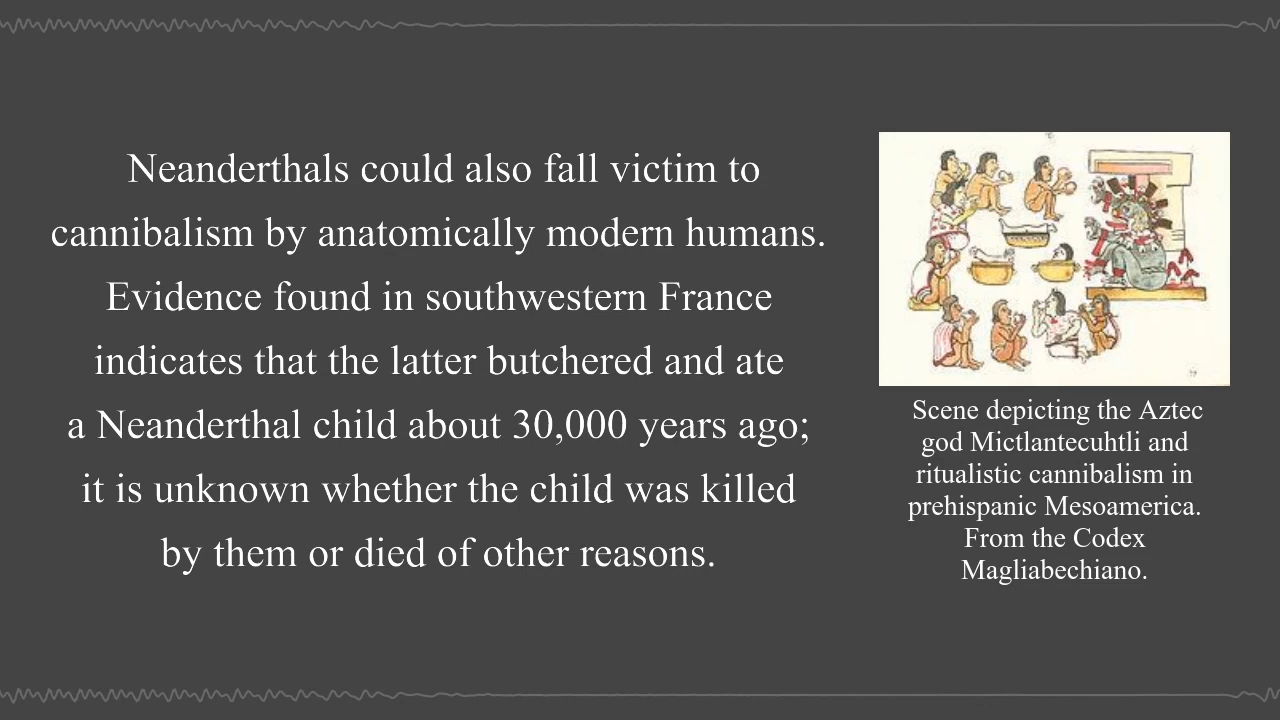 Neanderthals could also fall victim to
cannibalism by anatomically modern humans.
Evidence found in southwestern France
indicates that the latter butchered and ate
a Neanderthal child about 30,000 years ago;
it is unknown whether the child was killed
by them or died of other reasons.
Scene depicting the Aztec
god Mictlantecuhtli and
ritualistic cannibalism in
prehispanic Mesoamerica.
From the Codex
Magliabechiano.